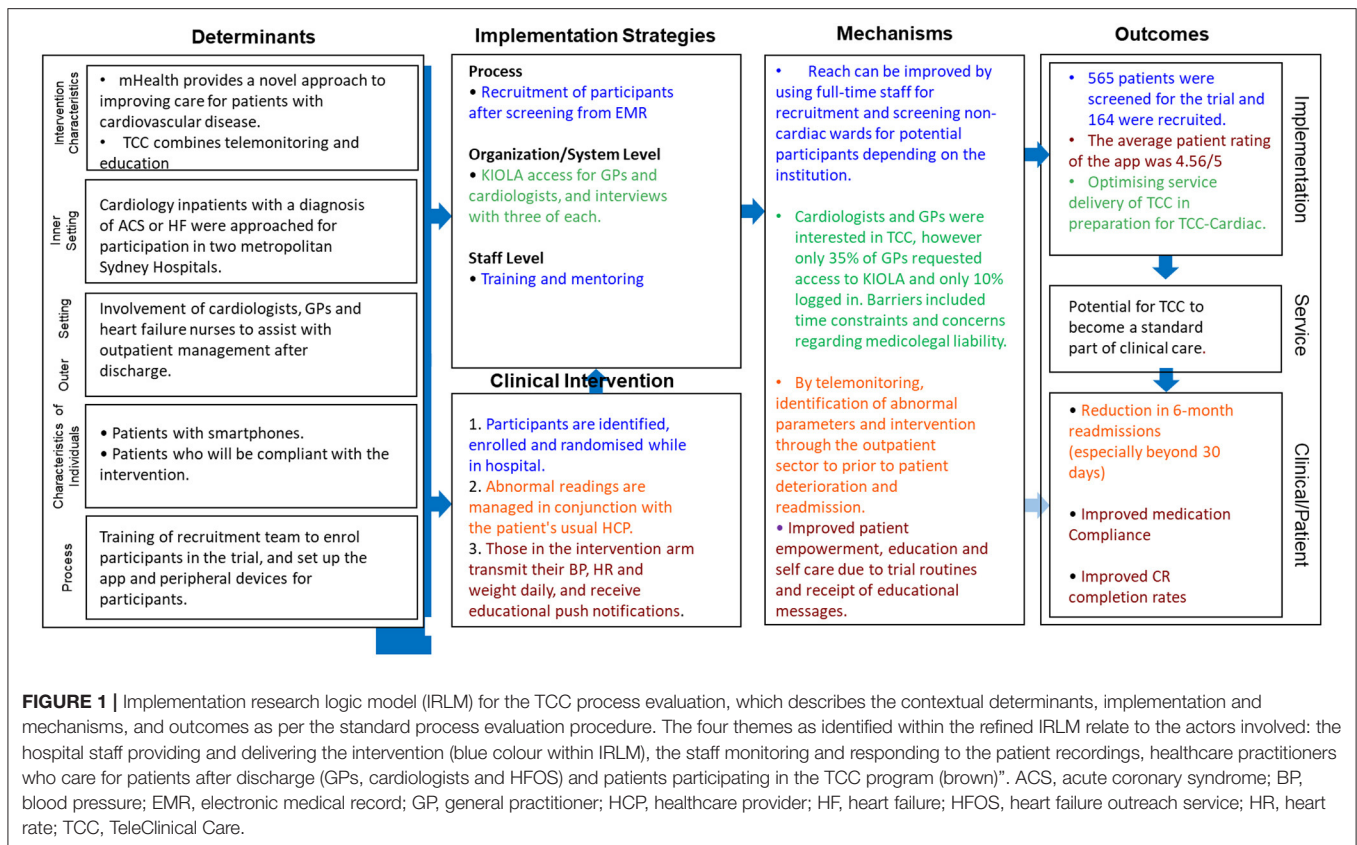 Determinants
Intervention
Characteristics
• mHealth provides a novel approach to
improving care for patients with
cardiovascular disease.
• TCC combines telemonitoring and
education
Inner
Setting
Cardiology inpatients with a diagnosis
of ACS or HF were approached for
participation in two metropolitan
Sydney Hospitals.
Outer Setting
Involvement of cardiologists, GPs and
heart failure nurses to assist with
outpatient management after
discharge.
Characteristics of
Individuals
• Patients with smartphones.
• Patients who will be compliant with the
intervention.
Process
Training of recruitment team to enrol
participants in the trial, and set up the
app and peripheral devices for
participants.
Implementation Strategies
Process
• Recruitment of participants
after screening from EMR
Organization/System Level
• KIOLA access for GPs and
cardiologists, and interviews
with three of each.
Staff Level
• Training and mentoring
Clinical Intervention
1. Participants are identified,
enrolled and randomised while
in hospital.
2. Abnormal readings are
managed in conjunction with
the patient's usual HCP.
3. Those in the intervention arm
transmit their BP, HR and
weight daily, and receive
educational push notifications.
Mechanisms
• Reach can be improved by
using full-time staff for
recruitment and screening non-
cardiac wards for potential
participants depending on the
institution.
• Cardiologists and GPs were
interested in TCC, however
only 35% of GPs requested
access to KIOLA and only 10%
logged in. Barriers included
time constraints and concerns
regarding medicolegal liability.
• By telemonitoring,
identification of abnormal
parameters and intervention
through the outpatient
sector to prior to patient
deterioration and
readmission.
• Improved patient
empowerment, education and
self care due to trial routines
and receipt of educational
messages.
Outcomes
• 565 patients were
screened for the trial and
164 were recruited.
• The average patient rating
of the app was 4.56/5
• Optimising service
delivery of TCC in
preparation for TCC-Cardiac.
Implementation
Potential for TCC to
become a standard
part of clinical care.
Service
• Reduction in 6-month
readmissions
(especially beyond 30
days)
• Improved medication
Compliance
• Improved CR
completion rates
Clinical/Patient
FIGURE 1 | Implementation research logic model (IRLM) for the TCC process evaluation, which describes the contextual determinants, implementation and
mechanisms, and outcomes as per the standard process evaluation procedure. The four themes as identified within the refined IRLM relate to the actors involved: the
hospital staff providing and delivering the intervention (blue colour within IRLM), the staff monitoring and responding to the patient recordings, healthcare practitioners
who care for patients after discharge (GPs, cardiologists and HFOS) and patients participating in the TCC program (brown)”. ACS, acute coronary syndrome; BP,
blood pressure; EMR, electronic medical record; GP, general practitioner; HCP, healthcare provider; HF, heart failure; HFOS, heart failure outreach service; HR, heart
rate; TCC, TeleClinical Care.